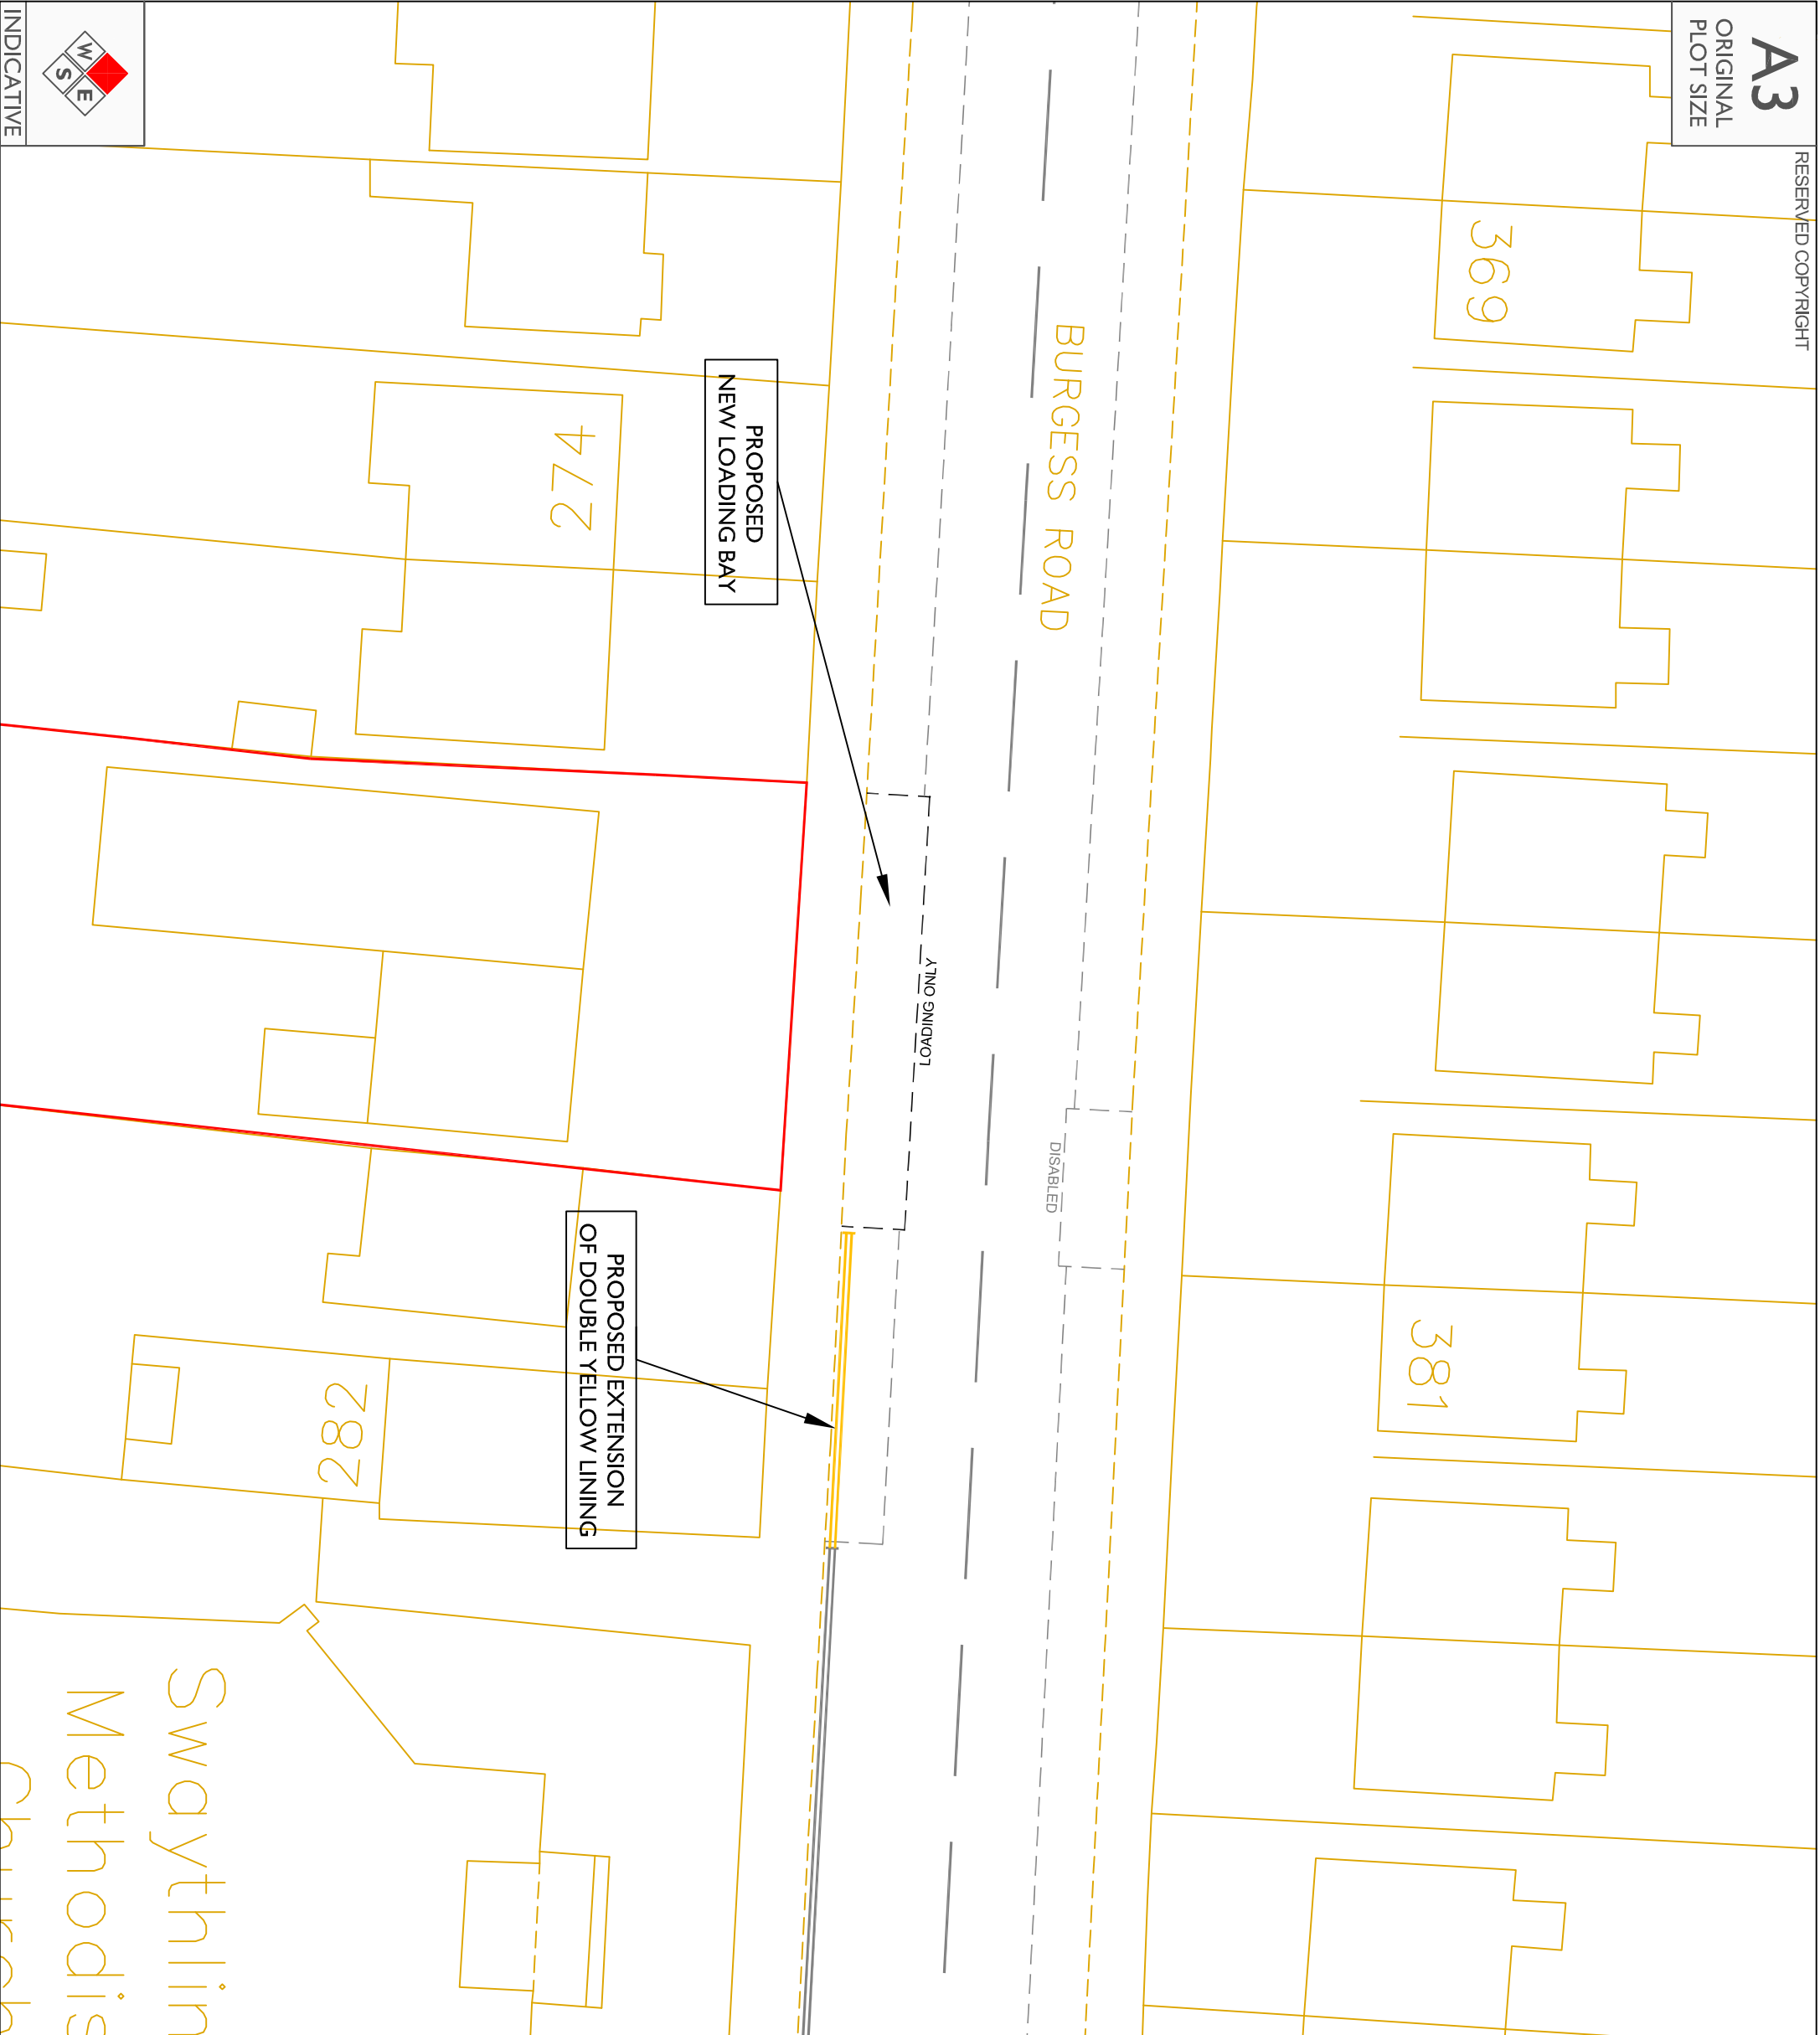 A3
ORIGINAL
PLOT SIZE
RESERVED COPYRIGHT
369
381
BURGESS ROAD
DISABLED
LOADING ONLY
PROPOSED
NEW LOADING BAY
PROPOSED EXTENSION
OF DOUBLE YELLOW LINING
274
282
Swaythlin
Methodis
Church
W
S
E
INDICATIVE